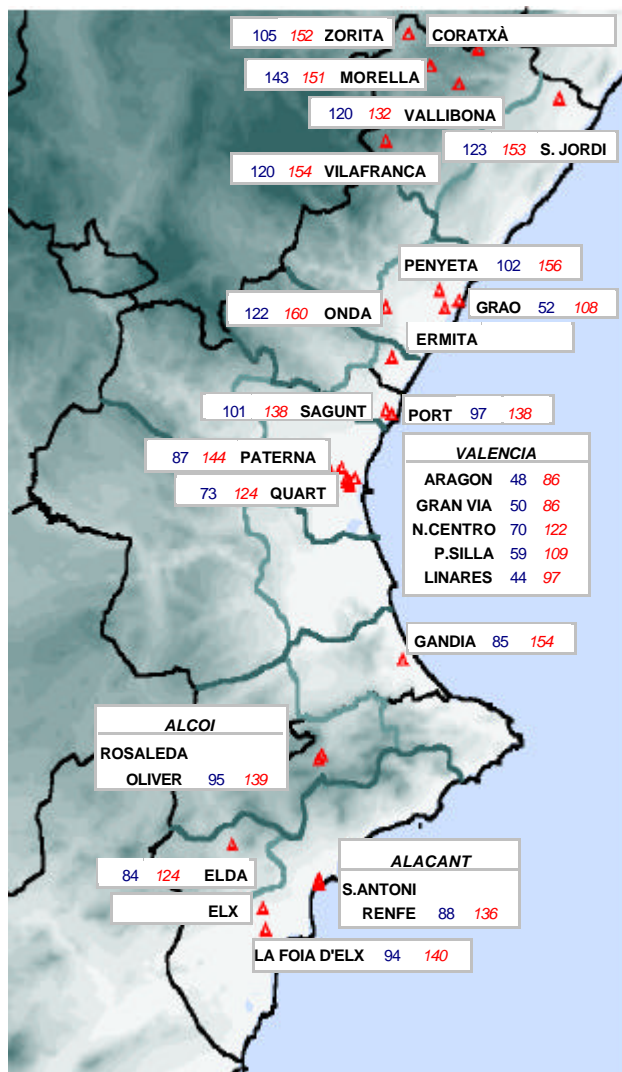 105 152 ZORITA
CORATXÀ
143 151 MORELLA
120 132 VALLIBONA
123 153 S. JORDI
120 154 VILAFRANCA
PENYETA 102 156
122 160 ONDA
GRAO 52 108
ERMITA
101 138 SAGUNT
PORT 97 138
87 144 PATERNA
73 124 QUART
VALENCIA
ARAGON 48 86
GRAN VIA 50 86
N.CENTRO 70 122
P.SILLA 59 109
LINARES 44 97
GANDIA 85 154
ALCOI
ROSALEDA
OLIVER 95 139
84 124 ELDA
ELX
ALACANT
S.ANTONI
RENFE 88 136
LA FOIA D'ELX 94 140